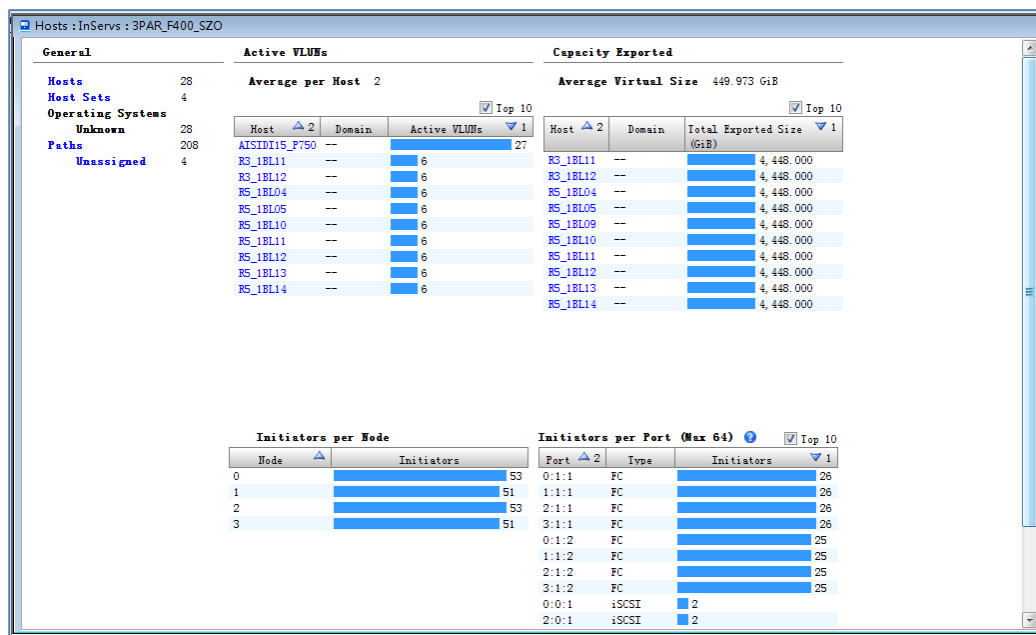 Hosts : InServs : 3PAR_F400_SZO
General
Hosts 28
Host Sets 4
Operating Systems
Unknown 28
Paths 208
Unassigned 4
Active VLUNs
Average per Host 2
Top 10
Host 2 Domain Active VLUNs 1
AISIDI15_P750 -- 27
R3_1BL11 -- 6
R3_1BL12 -- 6
R5_1BL04 -- 6
R5_1BL05 -- 6
R5_1BL10 -- 6
R5_1BL11 -- 6
R5_1BL12 -- 6
R5_1BL13 -- 6
R5_1BL14 -- 6
Capacity Exported
Average Virtual Size 449.973 GiB
Top 10
Host 2 Domain Total Exported Size 1
(GiB)
R3_1BL11 -- 4,448.000
R3_1BL12 -- 4,448.000
R5_1BL04 -- 4,448.000
R5_1BL05 -- 4,448.000
R5_1BL09 -- 4,448.000
R5_1BL10 -- 4,448.000
R5_1BL11 -- 4,448.000
R5_1BL12 -- 4,448.000
R5_1BL13 -- 4,448.000
R5_1BL14 -- 4,448.000
Initiators per Node
Node Initiators
0 53
1 51
2 53
3 51
Initiators per Port (Max 64) ? Top 10
Port 2 Type Initiators 1
0:1:1 FC 26
1:1:1 FC 26
2:1:1 FC 26
3:1:1 FC 26
0:1:2 FC 25
1:1:2 FC 25
2:1:2 FC 25
3:1:2 FC 25
0:0:1 iSCSI 2
2:0:1 iSCSI 2